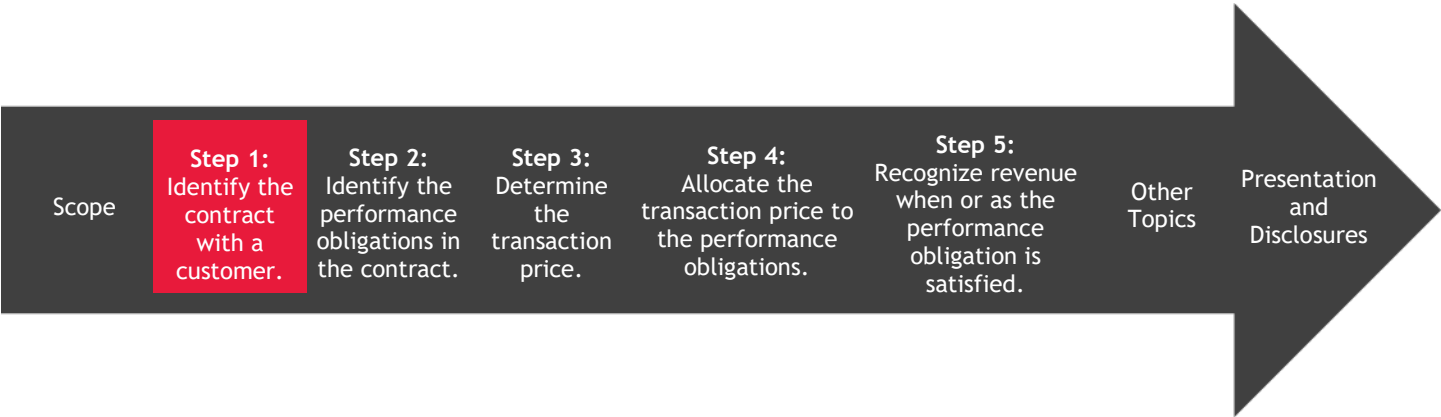 Scope
Step 1:
Identify the
contract
with a
customer.
Step 2:
Identify the
performance
obligations in
the contract.
Step 3:
Determine
the
transaction
price.
Step 4:
Allocate the
transaction price to
the performance
obligations.
Step 5:
Recognize revenue
when or as the
performance
obligation is
satisfied.
Other
Topics
Presentation
and
Disclosures